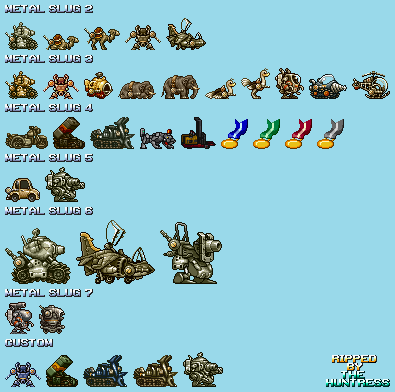 METAL SLUG 2
METAL SLUG 3
METAL SLUG 4
METAL SLUG 5
METAL SLUG 6
METAL SLUG 7
CUSTOM
RIPPED
BY
THE
HUNTRESS